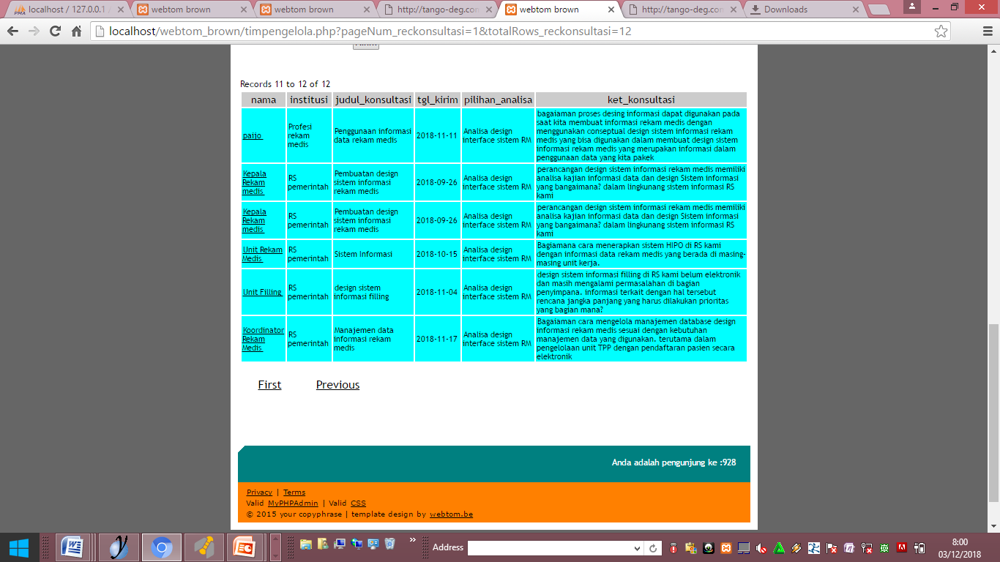 localhost / 127.0.0.1 /
webtom brown
webtom brown
http://tango-deg.com
webtom brown
http://tango-deg.com
Downloads
localhost/webtom_brown/timpengelola.php?pageNum_reckonsultasi=1&totalRows_reckonsultasi=12
Records 11 to 12 of 12
nama institusi judul_konsultasi tgl_kirim pilihan_analisa ket_konsultasi
paijo
Profesi
rekam
medis
Penggunaan informasi
data rekam medis
2018-11-11
Analisa design
interface sistem RM
bagaiaman proses desing informasi dapat digunakan pada
saat kita membuat informasi rekam medis dengan
menggunakan conseptual design sistem informasi rekam
medis yang bisa digunakan dalam membuat design sistem
informasi rekam medis yang merupakan informasi dalam
penggunaan data yang kita pakek
Kepala
Rekam
medis
RS
pemerintah
Pembuatan design
sistem informasi
rekam medis
2018-09-26
Analisa design
interface sistem RM
perancangan design sistem informasi rekam medis memiliki
analisa kajian informasi data dan design Sistem informasi
yang bangaimana? dalam lingkunang sistem informasi RS
kami
Kepala
Rekam
medis
RS
pemerintah
Pembuatan design
sistem informasi
rekam medis
2018-09-26
Analisa design
interface sistem RM
perancangan design sistem informasi rekam medis memiliki
analisa kajian informasi data dan design Sistem informasi
yang bangaimana? dalam lingkunang sistem informasi RS
kami
Unit Rekam
Medis
RS
pemerintah
Sistem Informasi
2018-10-15
Analisa design
interface sistem RM
Bagiamana cara menerapkan sistem HIPO di RS kami
dengan informasi data rekam medis yang berada di masing-
masing unit kerja.
Unit Filling
RS
pemerintah
design sistem
informasi filling
2018-11-04
Analisa design
interface sistem RM
design sistem informasi filling di RS kami belum elektronik
dan masih mengalami permasalahan di bagian
penyimpana. informasi terkait dengan hal tersebut
rencana jangka panjang yang harus dilakukan prioritas
yang bagian mana?
Koordinator
Rekam
Medis
RS
pemerintah
Manajemen data
informasi rekam
medis
2018-11-17
Analisa design
interface sistem RM
Bagaiaman cara mengelola manajemen database design
informasi rekam medis sesuai dengan kebutuhan
manajemen data yang digunakan. terutama dalam
pengelolaan unit TPP dengan pendaftaran pasien secara
elektronik
First Previous
Anda adalah pengunjung ke :928
Privacy | Terms
Valid MyPHPAdmin | Valid CSS
© 2015 your copyphrase | template design by webtom.be
Address
8:00
03/12/2018